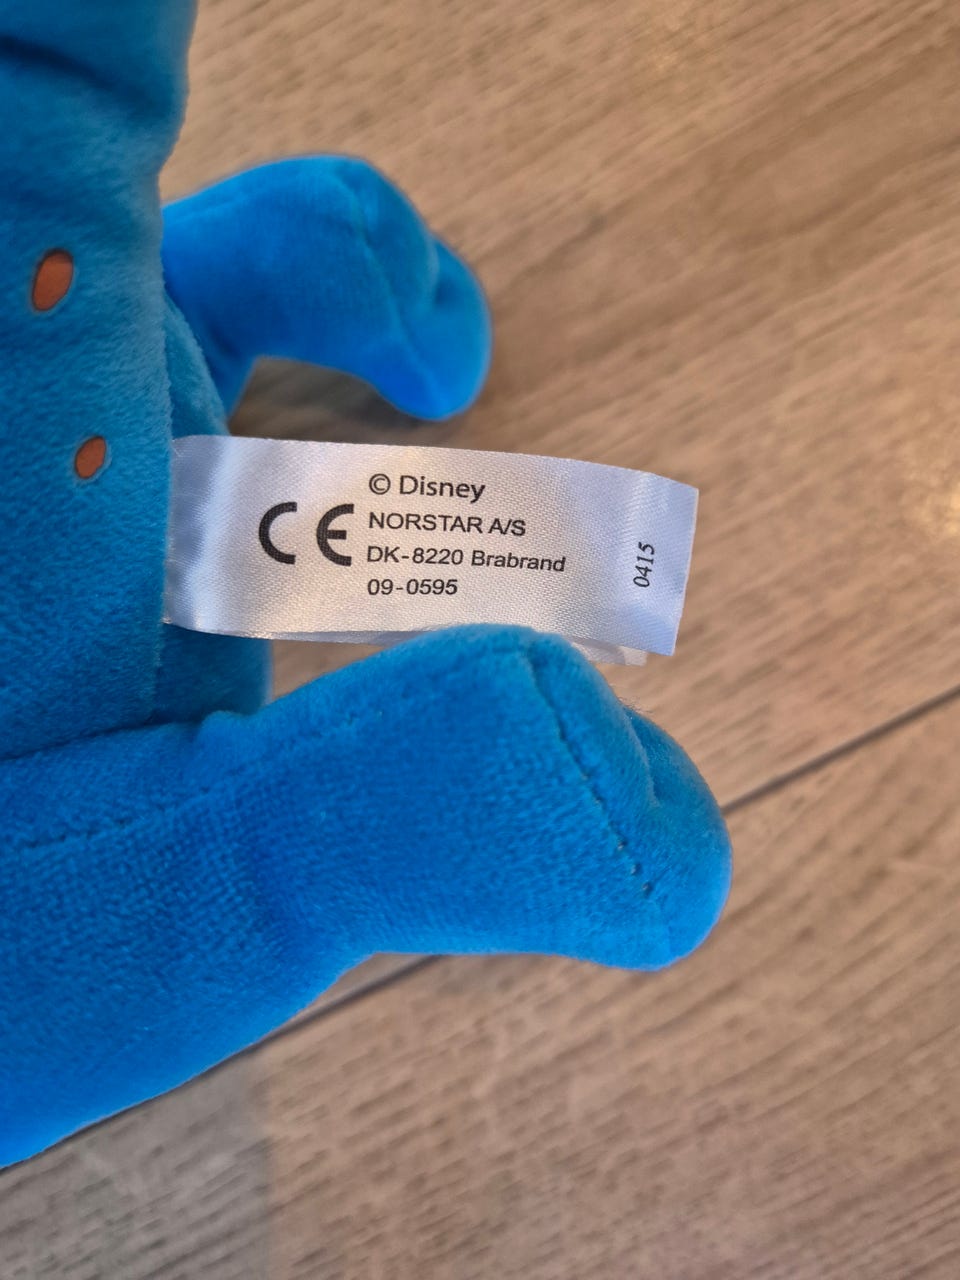 © Disney
CE
NORSTAR A/S
DK-8220 Brabrand
09-0595
0415